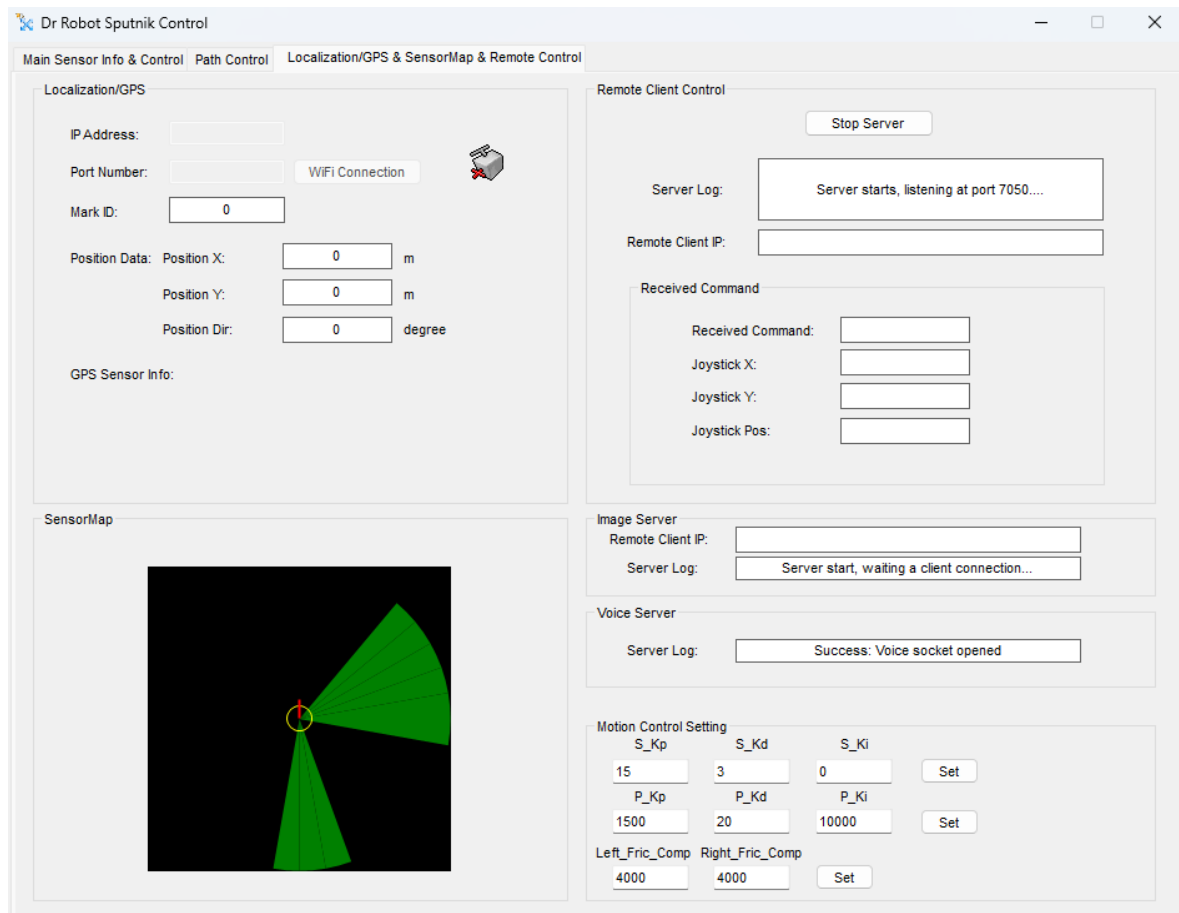 Dr Robot Sputnik Control
Main Sensor Info & Control Path Control Localization/GPS & SensorMap & Remote Control
Localization/GPS
IP Address:
Port Number: WiFi Connection
Mark ID: 0
Position Data: Position X: 0 m
Position Y: 0 m
Position Dir: 0 degree
GPS Sensor Info:
SensorMap
Remote Client Control
Stop Server
Server Log: Server starts, listening at port 7050....
Remote Client IP:
Received Command
Received Command:
Joystick X:
Joystick Y:
Joystick Pos:
Image Server
Remote Client IP:
Server Log: Server start, waiting a client connection...
Voice Server
Server Log: Success: Voice socket opened
Motion Control Setting
S_Kp S_Kd S_Ki
15 3 0 Set
P_Kp P_Kd P_Ki
1500 20 10000 Set
Left_Fric_Comp Right_Fric_Comp
4000 4000 Set